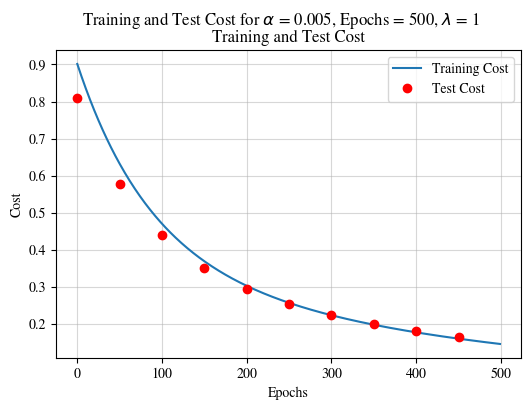 Training and Test Cost for α = 0.005, Epochs = 500, λ = 1
Training and Test Cost
Training Cost
Test Cost
0.9
0.8
0.7
0.6
0.5
0.4
0.3
0.2
Cost
0 100 200 300 400 500
Epochs